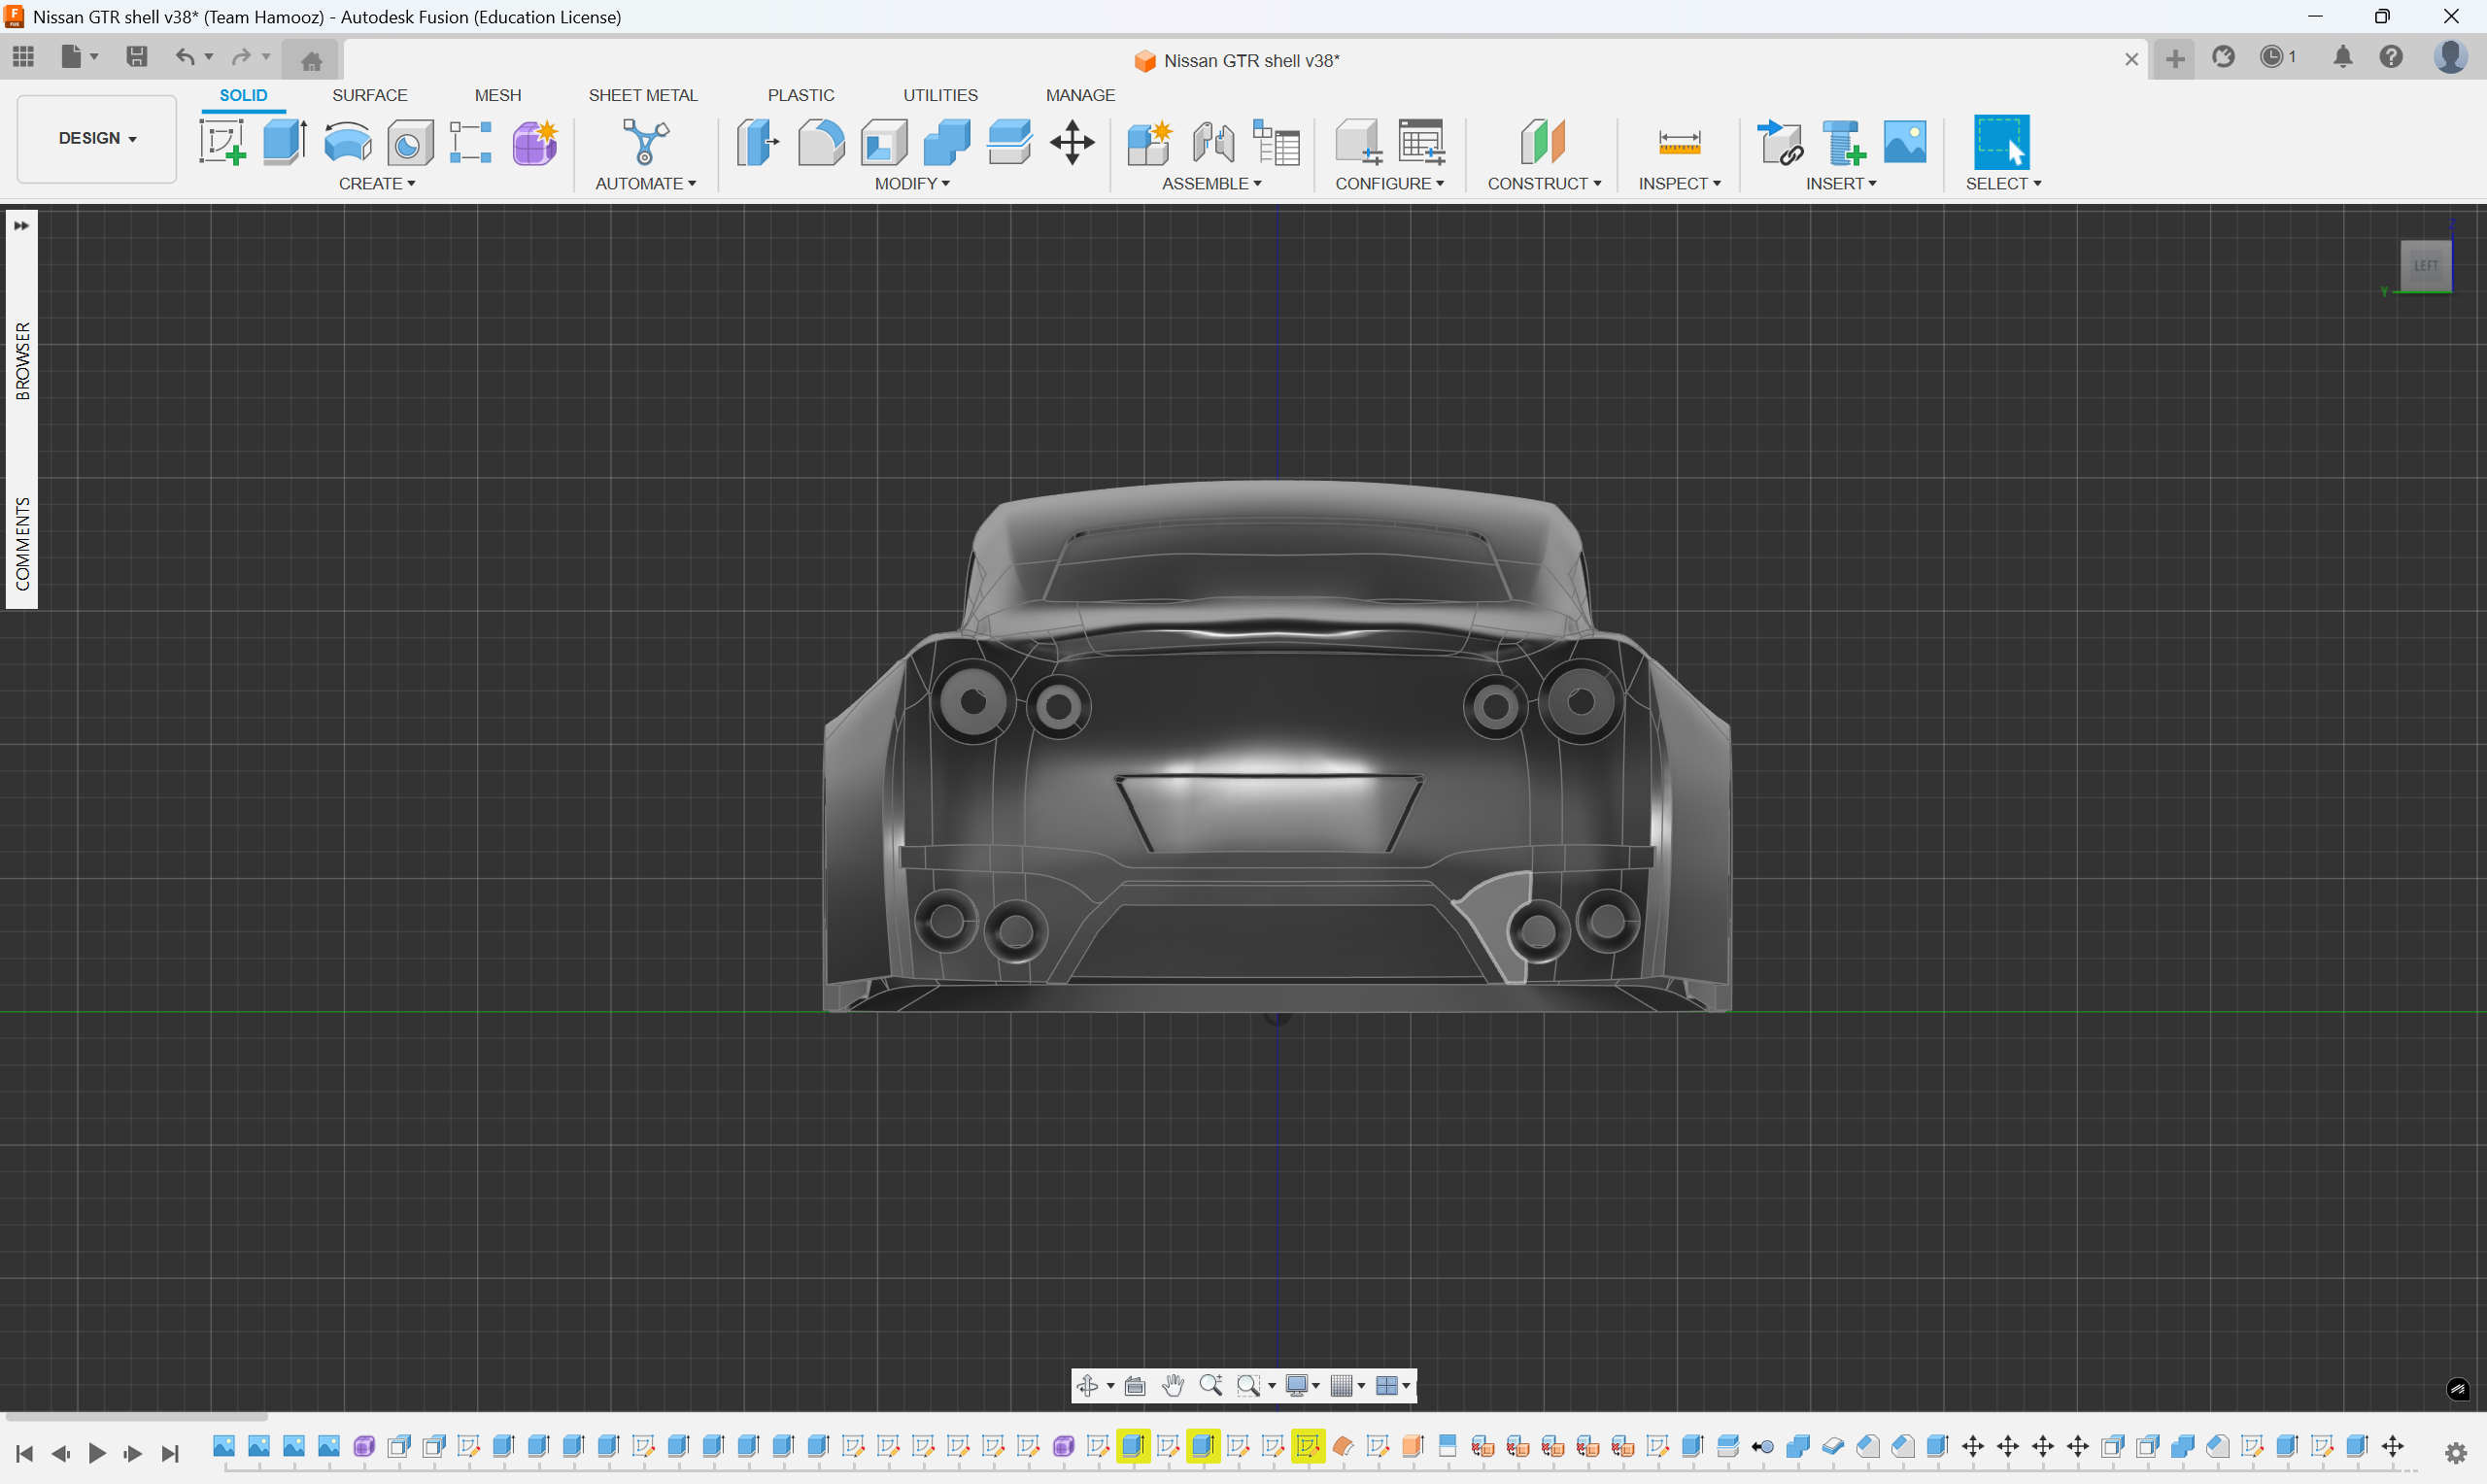 Nissan GTR shell v38* (Team Hamooz) - Autodesk Fusion (Education License)
Nissan GTR shell v38*
1
SOLID SURFACE MESH SHEET METAL PLASTIC UTILITIES MANAGE
DESIGN
CREATE AUTOMATE MODIFY ASSEMBLE CONFIGURE CONSTRUCT INSPECT INSERT SELECT
BROWSER
COMMENTS
Z
LEFT
Y